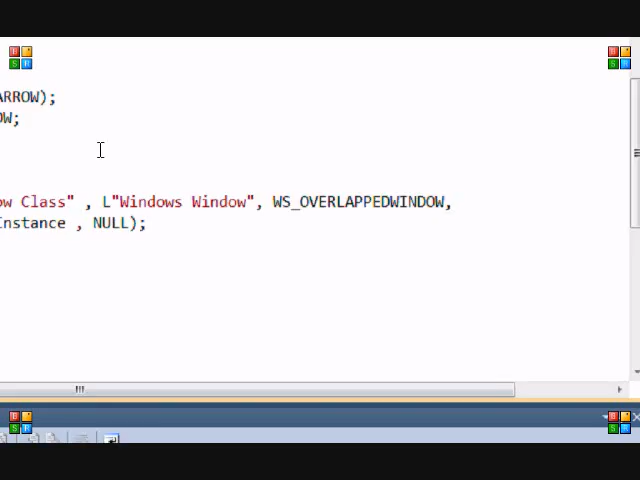 ARROW);
OW;
ow Class" , L"Windows Window", WS_OVERLAPPEDWINDOW,
Instance , NULL);